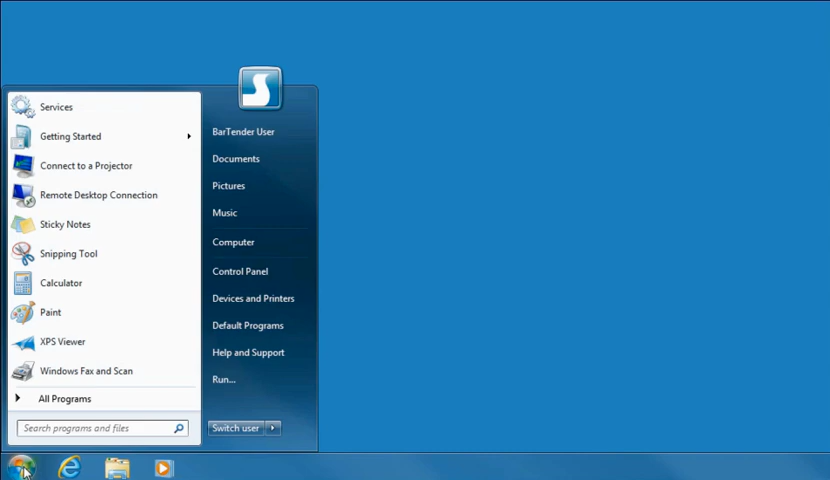 Services
Getting Started
Connect to a Projector
Remote Desktop Connection
Sticky Notes
Snipping Tool
Calculator
Paint
XPS Viewer
Windows Fax and Scan
All Programs
Search programs and files
BarTender User
Documents
Pictures
Music
Computer
Control Panel
Devices and Printers
Default Programs
Help and Support
Run...
Switch user